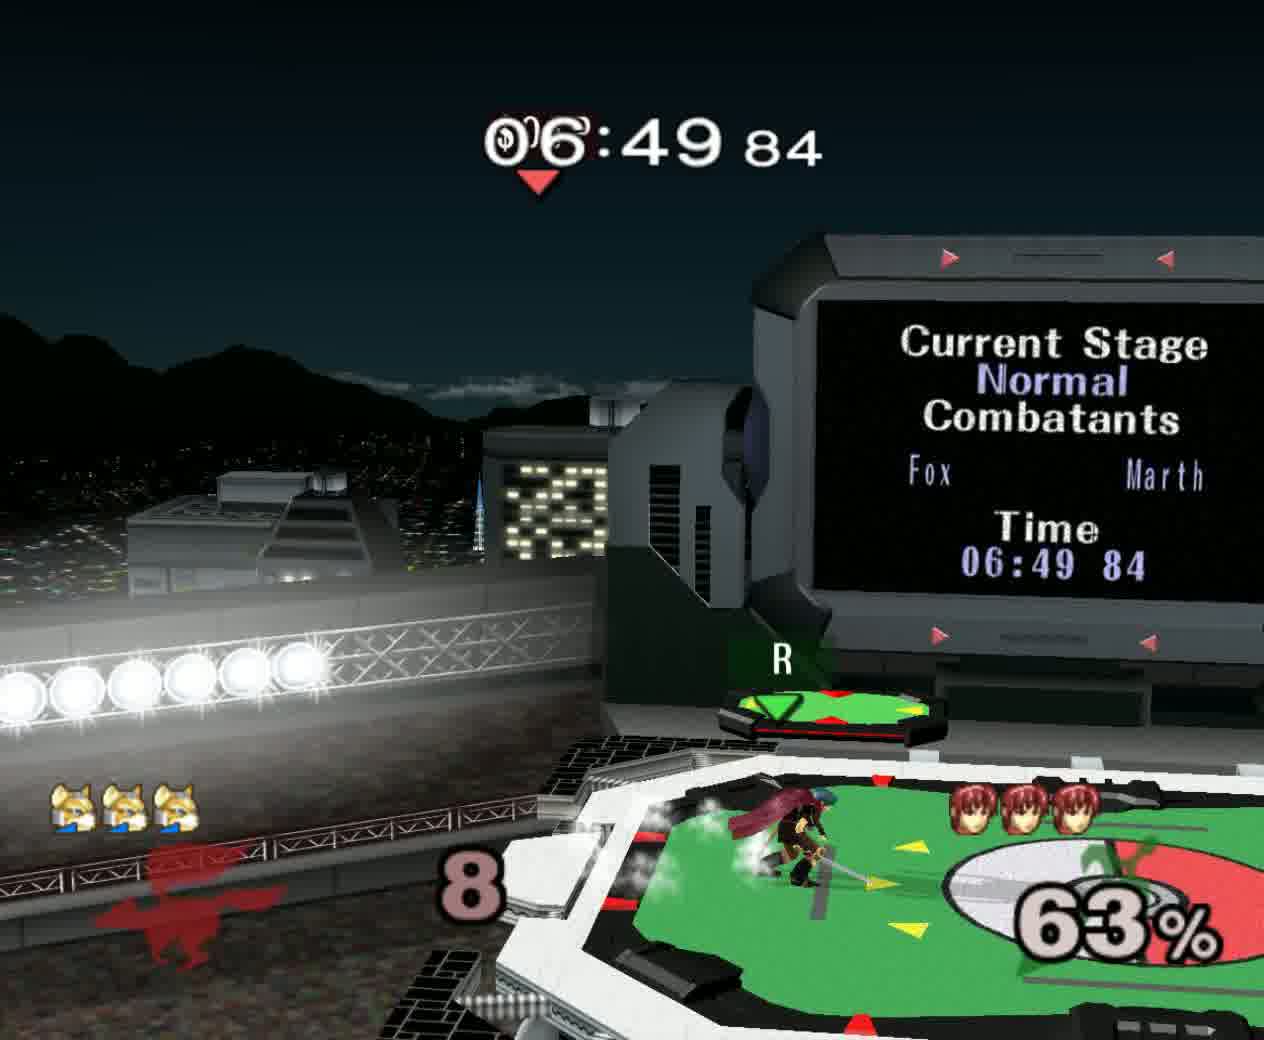 06:49 84
Current Stage
Normal
Combatants
Fox Marth
Time
06:49 84
R
8
63%